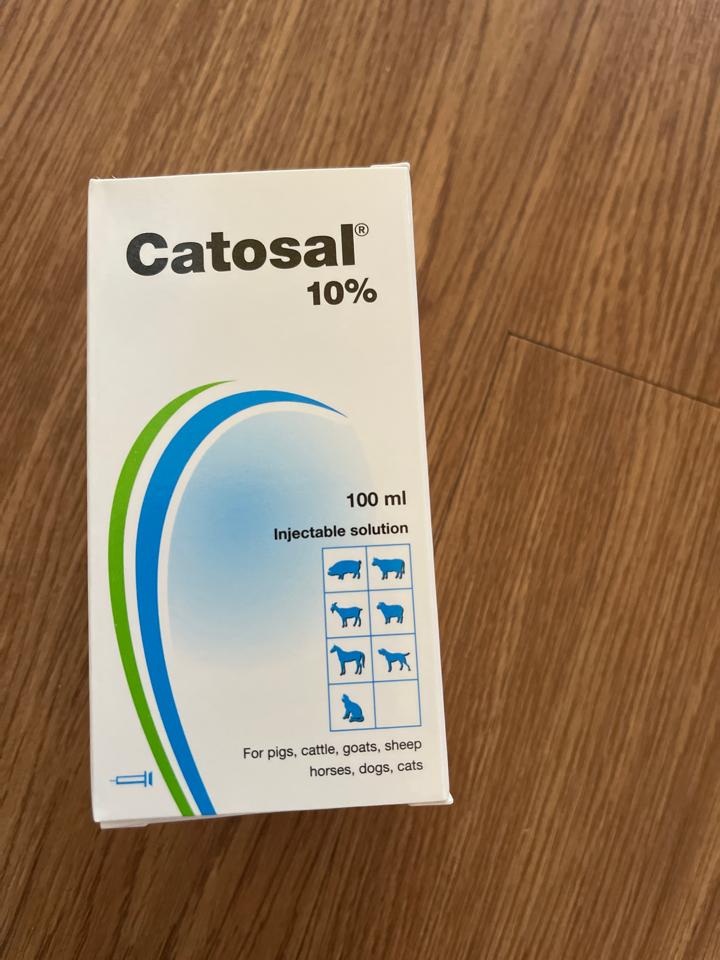 Catosal®
10%
100 ml
Injectable solution
For pigs, cattle, goats, sheep
horses, dogs, cats